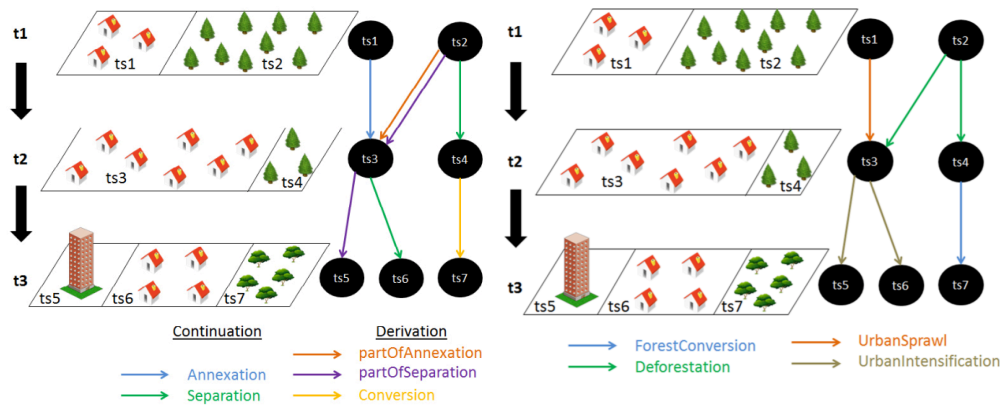 t1
ts1
ts2
ts1
ts2
t2
ts3
ts4
ts3
ts4
t3
ts5
ts6
ts7
ts5
ts6
ts7
Continuation
Derivation
partOfAnnexation
Annexation
partOfSeparation
Separation
Conversion
t1
ts1
ts2
ts1
ts2
t2
ts3
ts4
ts3
ts4
t3
ts5
ts6
ts7
ts5
ts6
ts7
ForestConversion
UrbanSprawl
Deforestation
UrbanIntensification